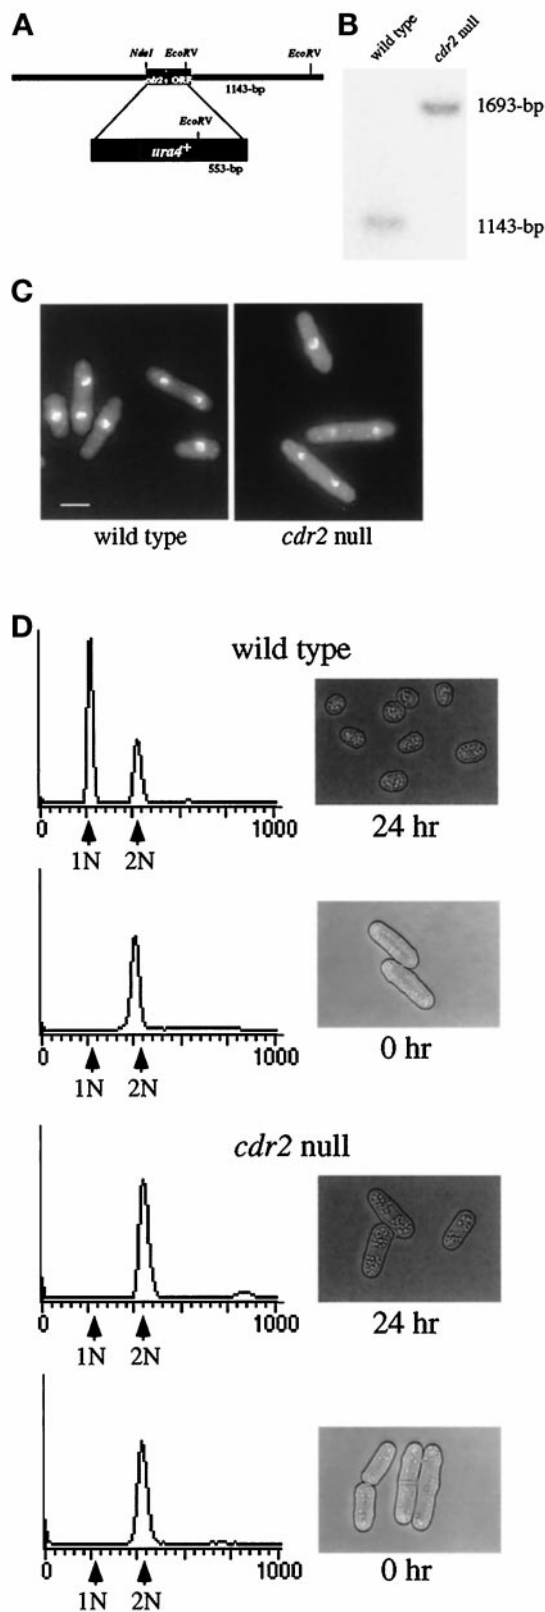 A
NdeI EcoRV EcoRV
cdr2+ ORF
1143-bp
EcoRV
ura4+
553-bp
B
wild type cdr2 null
1693-bp
1143-bp
C
wild type cdr2 null
D
wild type
0 1000
1N 2N
24 hr
0 1000
1N 2N
0 hr
cdr2 null
0 1000
1N 2N
24 hr
0 1000
1N 2N
0 hr